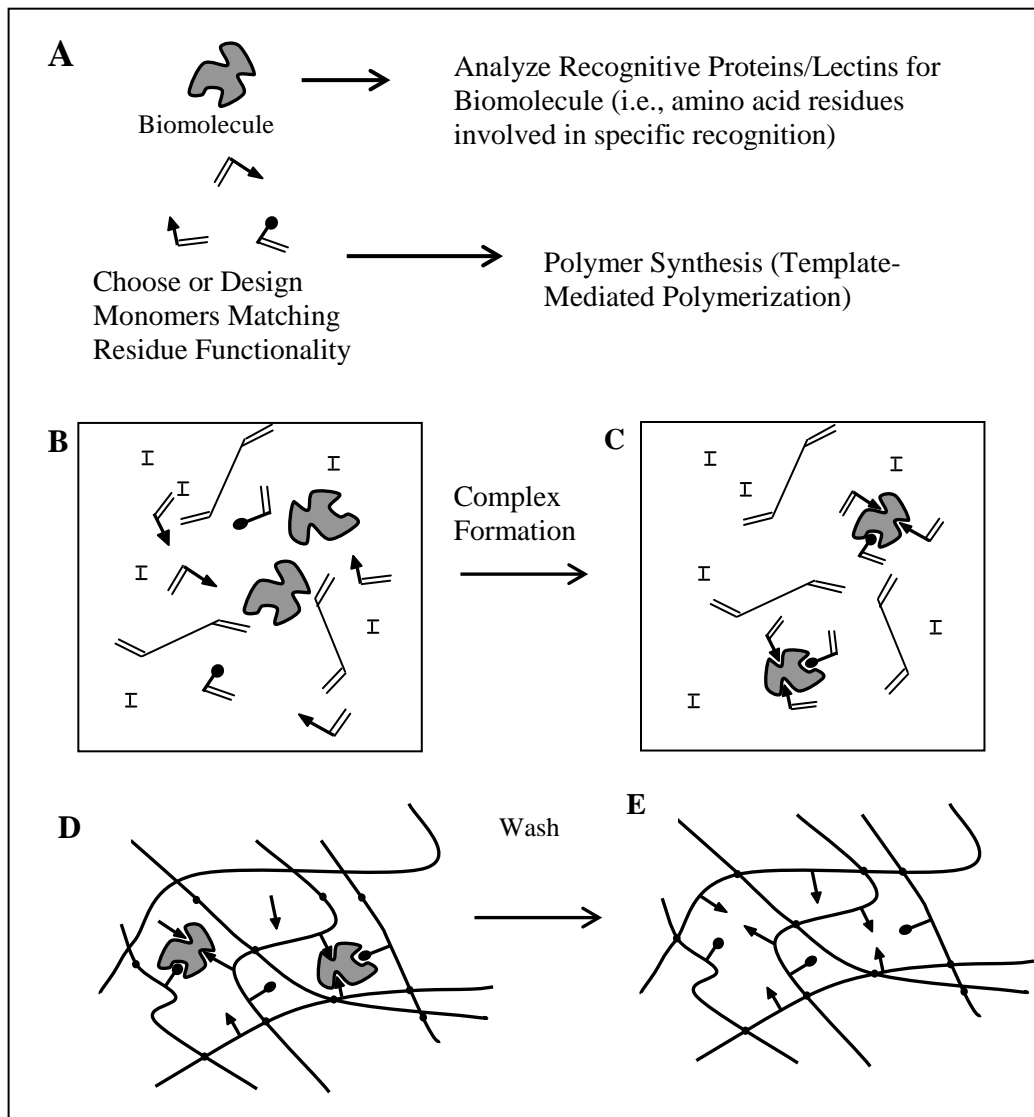 A
Biomolecule
Analyze Recognitive Proteins/Lectins for
Biomolecule (i.e., amino acid residues
involved in specific recognition)
Choose or Design
Monomers Matching
Residue Functionality
Polymer Synthesis (Template-
Mediated Polymerization)
B
I
I
I
I
I
I
Complex
Formation
C
I
I
I
I
I
I
D
Wash
E